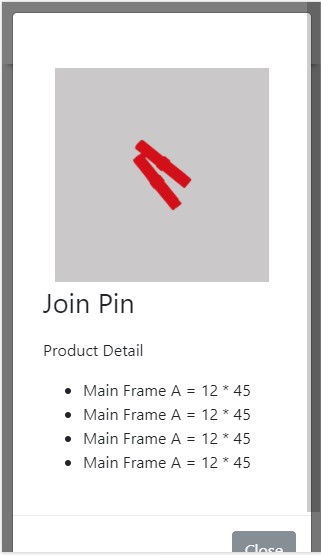 Join Pin
Product Detail
Main Frame A = 12 * 45
Main Frame A = 12 * 45
Main Frame A = 12 * 45
Main Frame A = 12 * 45
Close